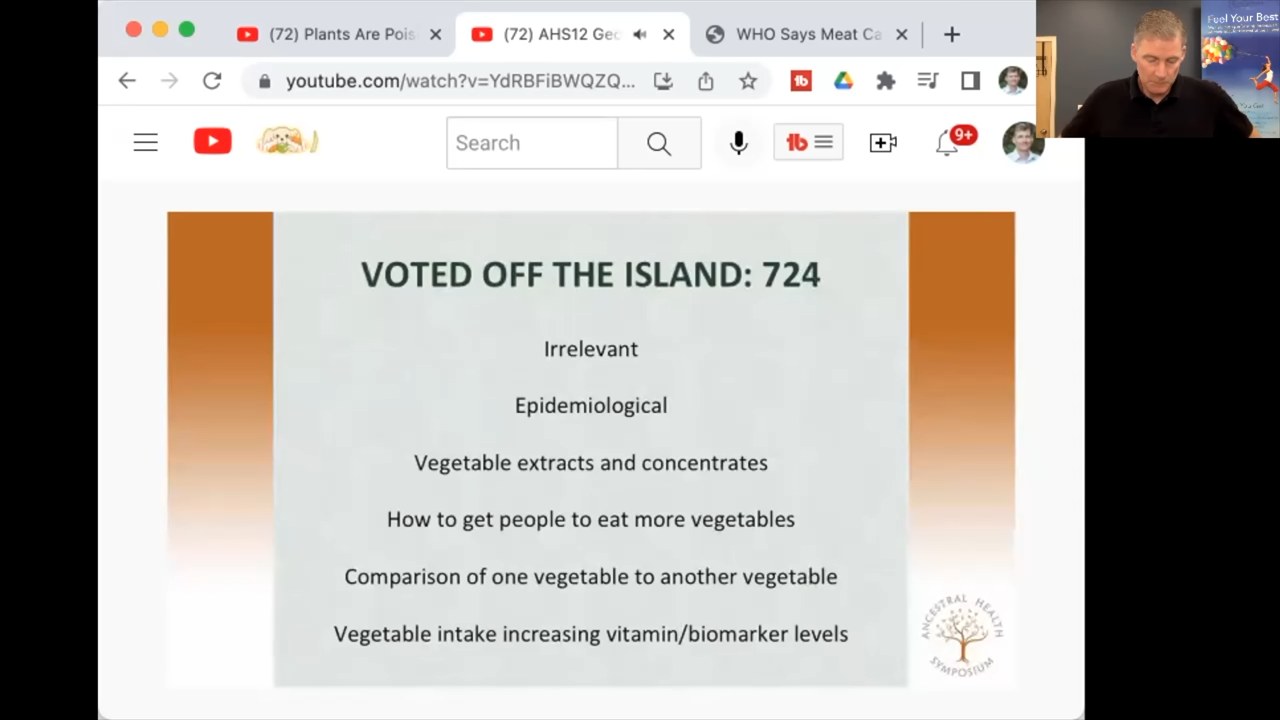 (72) Plants Are Pois
(72) AHS12 Geo
WHO Says Meat Ca
youtube.com/watch?v=YdRBFiBWQZQ...
Search
9+
Fuel Your Best
VOTED OFF THE ISLAND: 724
Irrelevant
Epidemiological
Vegetable extracts and concentrates
How to get people to eat more vegetables
Comparison of one vegetable to another vegetable
Vegetable intake increasing vitamin/biomarker levels
ANCESTRAL HEALTH
SYMPOSIUM